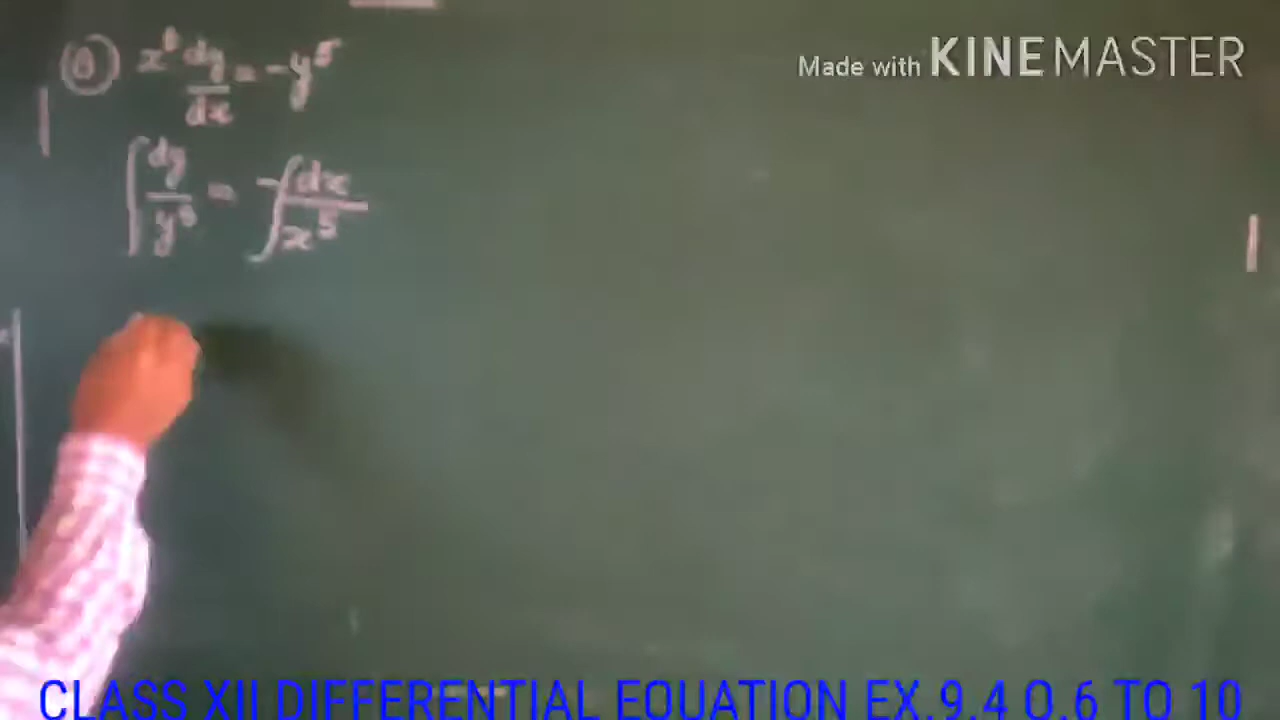 Made with KINEMASTER
(8) x⁵ dy/dx = -y⁵
∫ dy/y⁵ = -∫ dx/x⁵
CLASS XII DIFFERENTIAL EQUATION EX.9.4 Q.6 TO 10